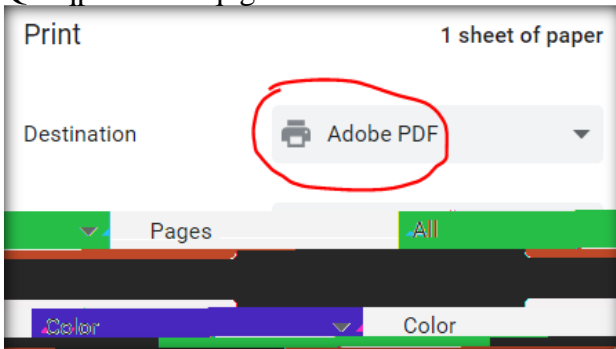 Print 1 sheet of paper
Destination Adobe PDF
Pages All
Color Color